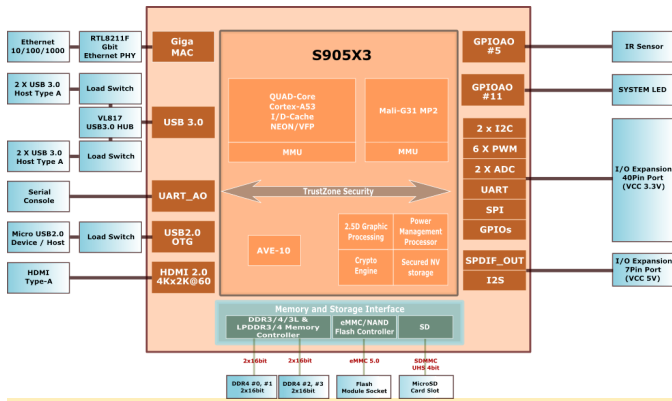 Ethernet
10/100/1000
RTL8211F
Gbit
Ethernet PHY
Giga
MAC
2 X USB 3.0
Host Type A
Load Switch
VL817
USB3.0 HUB
USB 3.0
2 X USB 3.0
Host Type A
Load Switch
Serial
Console
UART_AO
Micro USB2.0
Device / Host
Load Switch
USB2.0
OTG
HDMI
Type-A
HDMI 2.0
4Kx2K@60
S905X3
QUAD-Core
Cortex-A53
I/D-Cache
NEON/VFP
MMU
Mali-G31 MP2
MMU
TrustZone Security
AVE-10
2.5D Graphic
Processing
Power
Management
Processor
Crypto
Engine
Secured NV
storage
GPIOAO
#5
IR Sensor
GPIOAO
#11
SYSTEM LED
2 x I2C
6 X PWM
2 X ADC
UART
SPI
GPIOs
I/O Expansion
40Pin Port
(VCC 3.3V)
SPDIF_OUT
I2S
I/O Expansion
7Pin Port
(VCC 5V)
Memory and Storage Interface
DDR3/4/3L &
LPDDR3/4 Memory
Controller
eMMC/NAND
Flash Controller
SD
2x16bit
2x16bit
eMMC 5.0
SDMMC
UHS 4bit
DDR4 #0, #1
2x16bit
DDR4 #2, #3
2x16bit
Flash
Module Socket
MicroSD
Card Slot